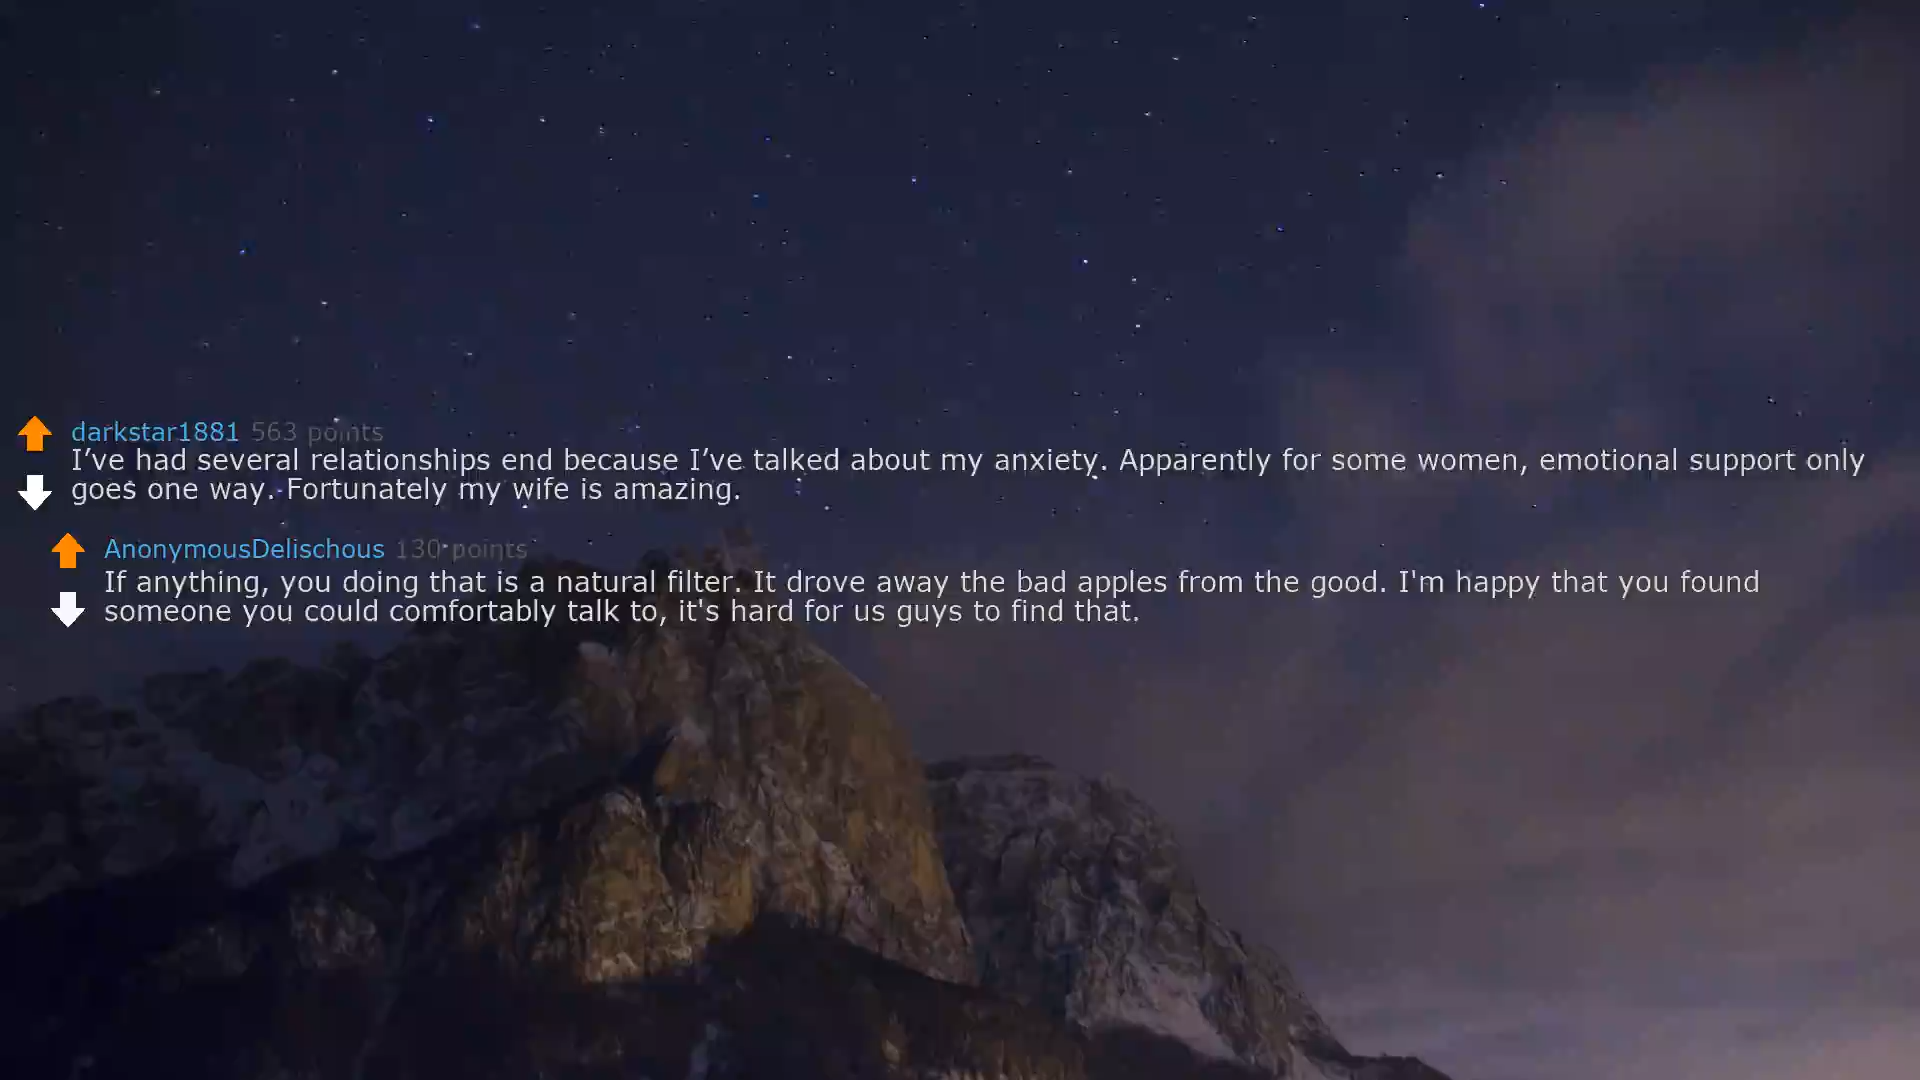 darkstar1881 563 points
I’ve had several relationships end because I’ve talked about my anxiety. Apparently for some women, emotional support only
goes one way. Fortunately my wife is amazing.
AnonymousDelischous 130 points
If anything, you doing that is a natural filter. It drove away the bad apples from the good. I'm happy that you found
someone you could comfortably talk to, it's hard for us guys to find that.